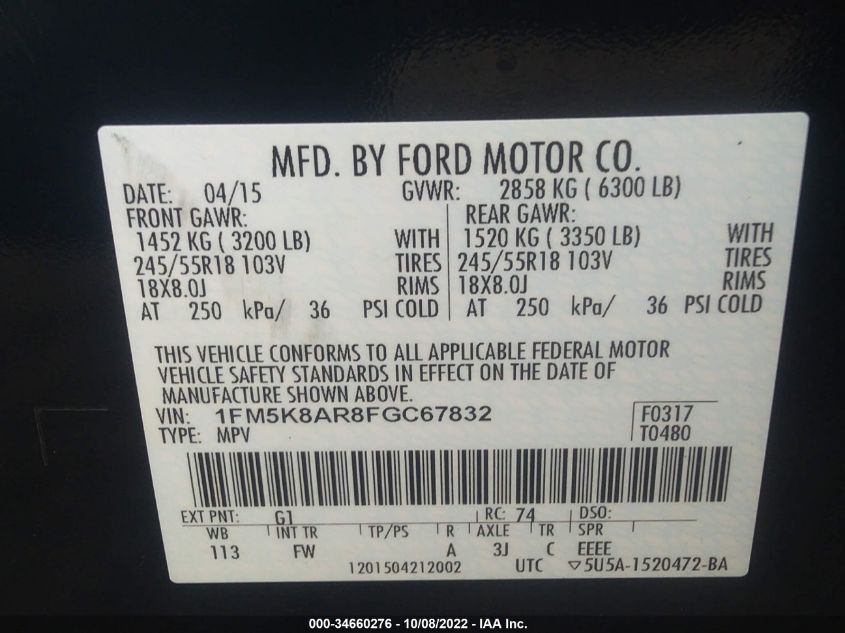 MFD. BY FORD MOTOR CO.
DATE: 04/15 GVWR: 2858 KG ( 6300 LB)
FRONT GAWR: REAR GAWR:
1452 KG ( 3200 LB) WITH 1520 KG ( 3350 LB) WITH
245/55R18 103V TIRES 245/55R18 103V TIRES
18X8.0J RIMS 18X8.0J RIMS
AT 250 kPa/ 36 PSI COLD AT 250 kPa/ 36 PSI COLD
THIS VEHICLE CONFORMS TO ALL APPLICABLE FEDERAL MOTOR
VEHICLE SAFETY STANDARDS IN EFFECT ON THE DATE OF
MANUFACTURE SHOWN ABOVE.
VIN: 1FM5K8AR8FGC67832 F0317
TYPE: MPV T0480
EXT PNT: G1 RC: 74 DSO:
WB INT TR TP/PS R AXLE TR SPR
113 FW A 3J C EEEE
1201504212002 UTC ▽5U5A-1520472-BA
000-34660276 - 10/08/2022 - IAA Inc.